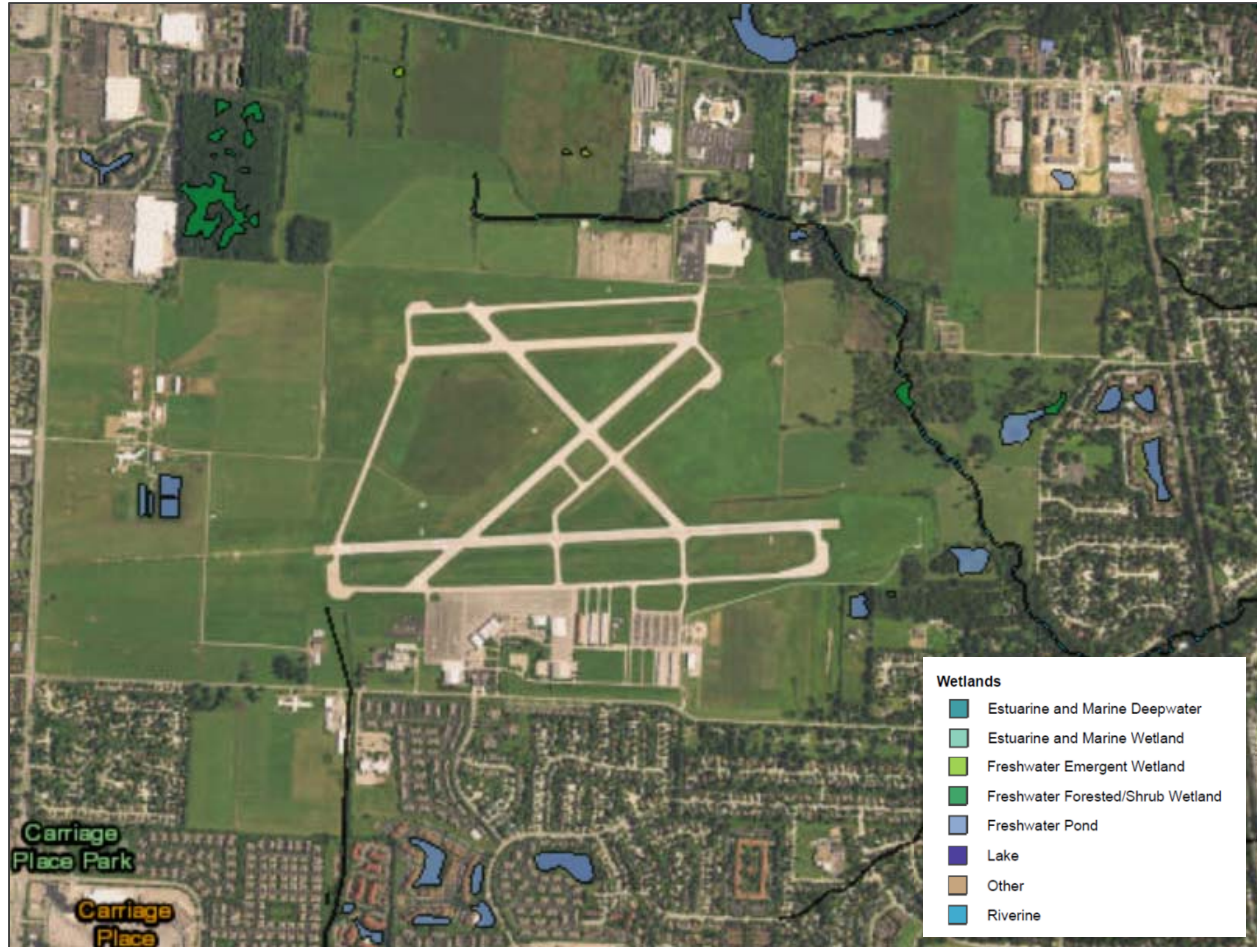 Carriage
Place Park
Carriage
Place
Wetlands
Estuarine and Marine Deepwater
Estuarine and Marine Wetland
Freshwater Emergent Wetland
Freshwater Forested/Shrub Wetland
Freshwater Pond
Lake
Other
Riverine